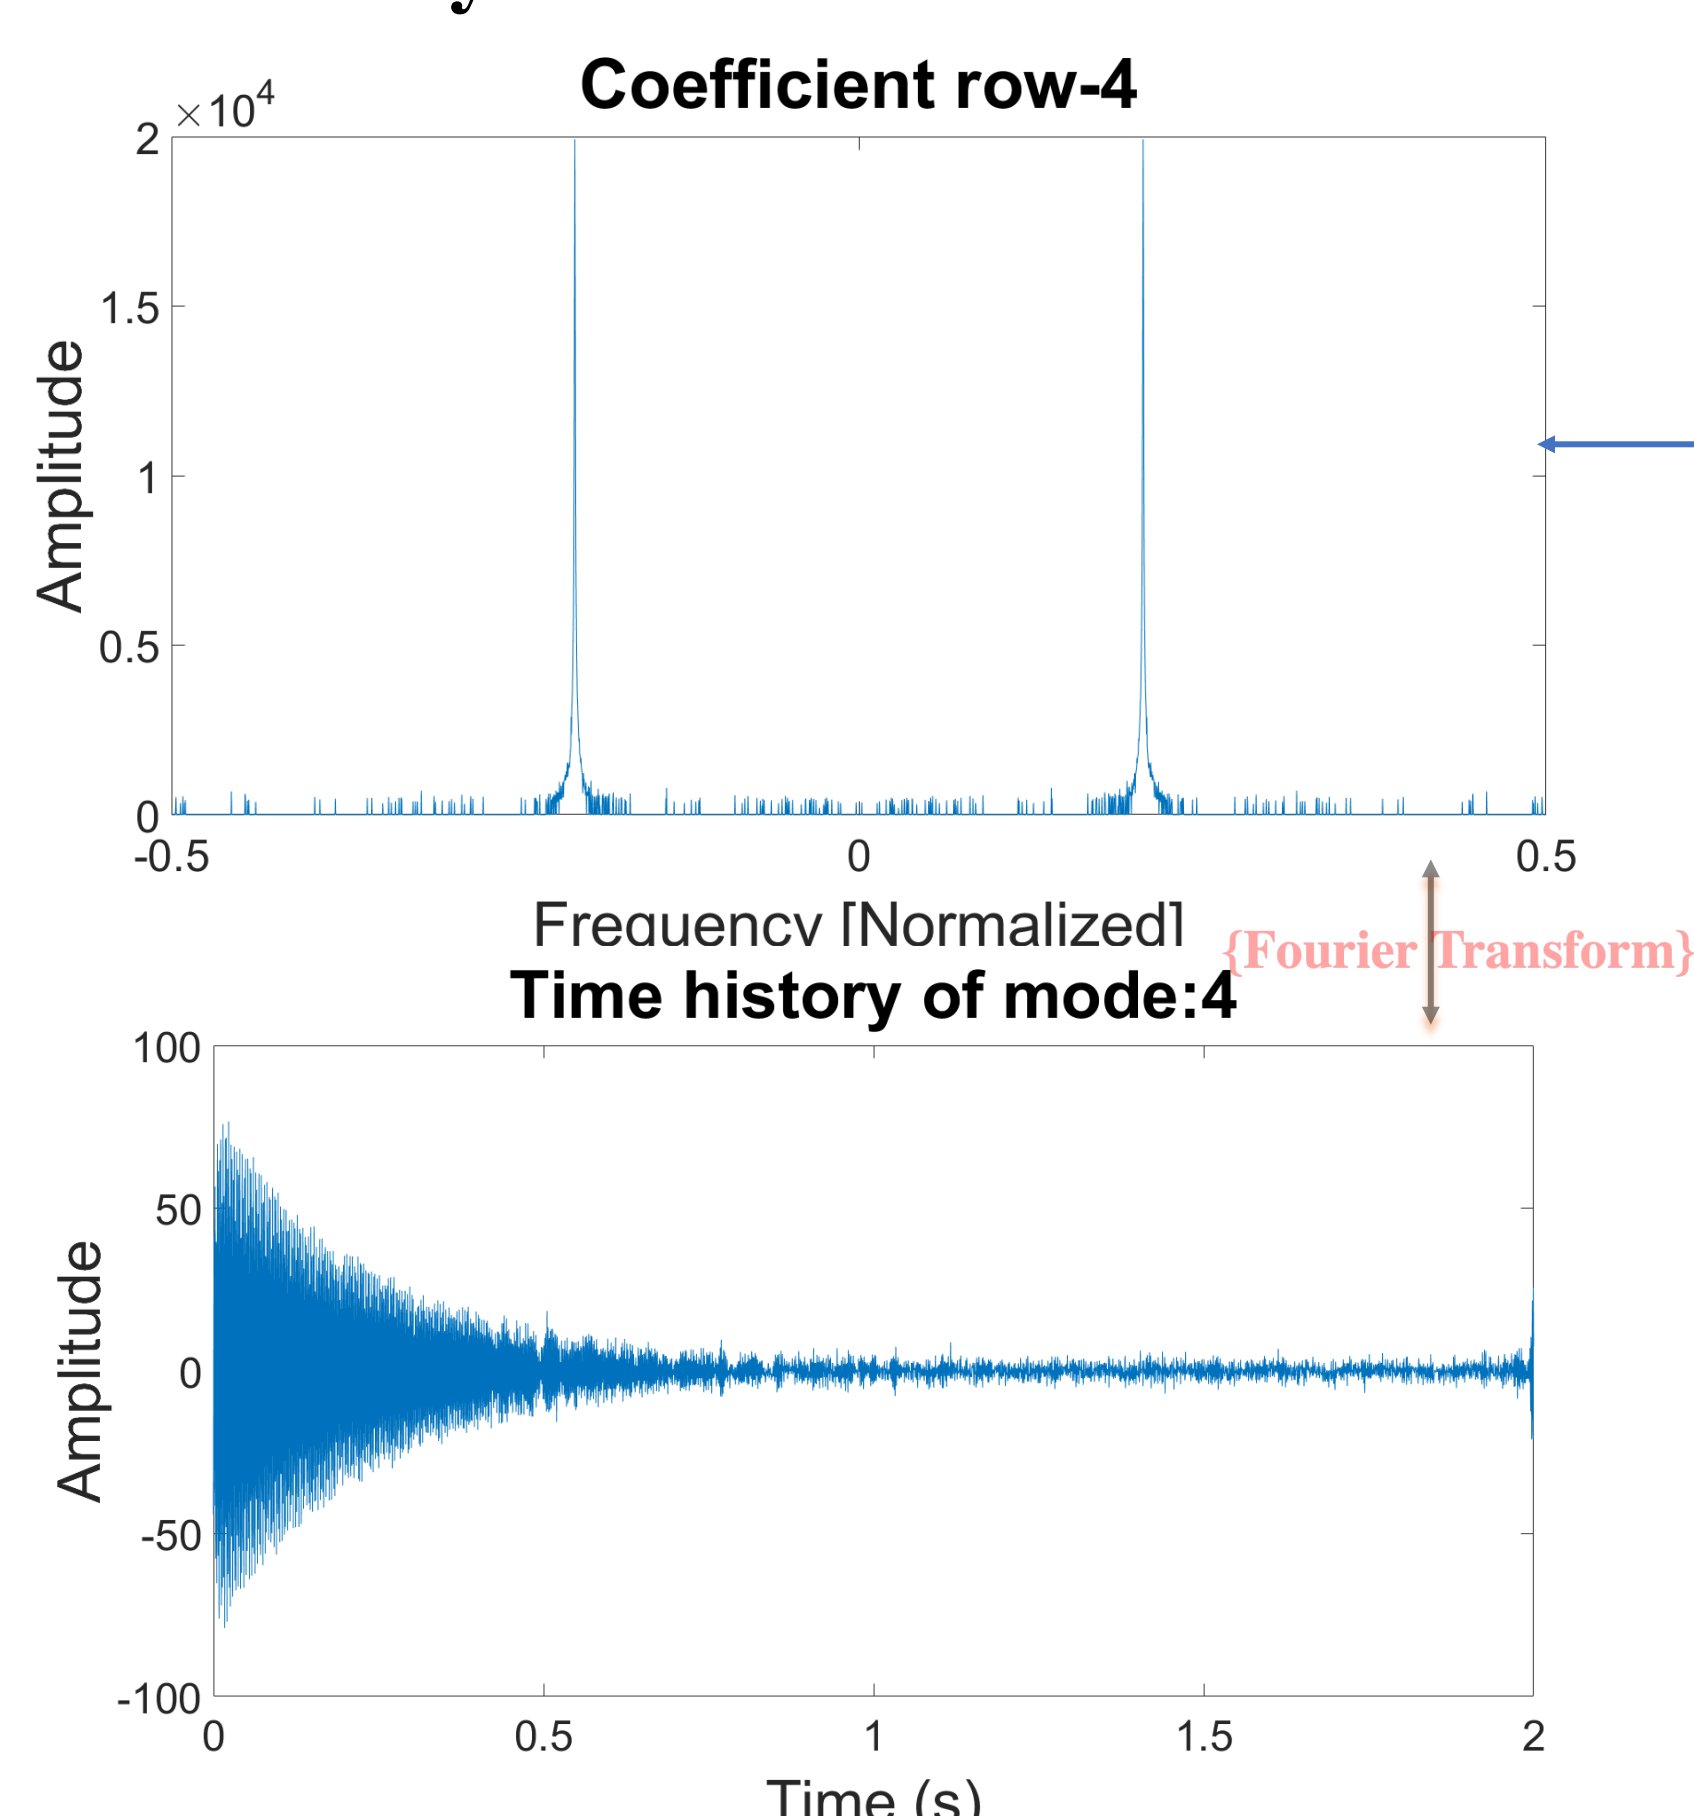 Coefficient row-4
×10^4
2
1.5
1
0.5
0
Amplitude
-0.5 0 0.5
Frequency [Normalized]
{Fourier Transform}
Time history of mode:4
100
50
0
-50
-100
Amplitude
0 0.5 1 1.5 2
Time (s)